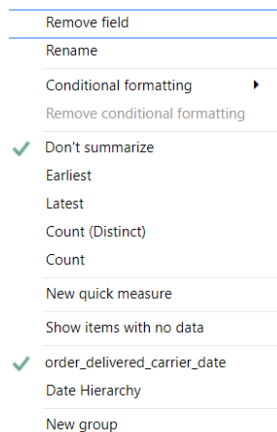 Remove field
Rename
Conditional formatting
Remove conditional formatting
Don't summarize
Earliest
Latest
Count (Distinct)
Count
New quick measure
Show items with no data
order_delivered_carrier_date
Date Hierarchy
New group